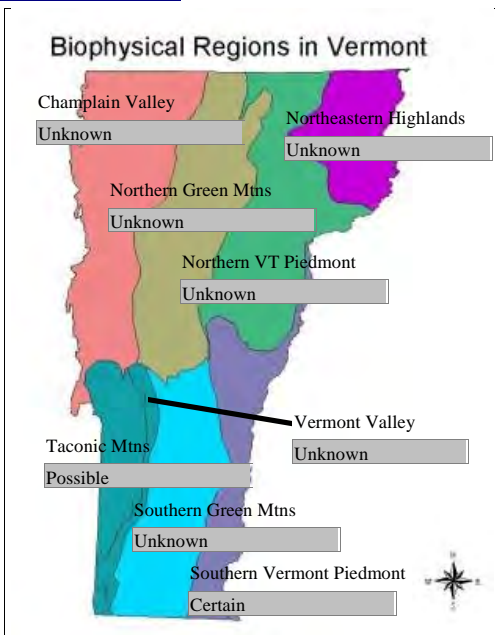 Biophysical Regions in Vermont
Champlain Valley
Unknown
Northeastern Highlands
Unknown
Northern Green Mtns
Unknown
Northern VT Piedmont
Unknown
Vermont Valley
Unknown
Taconic Mtns
Possible
Southern Green Mtns
Unknown
Southern Vermont Piedmont
Certain